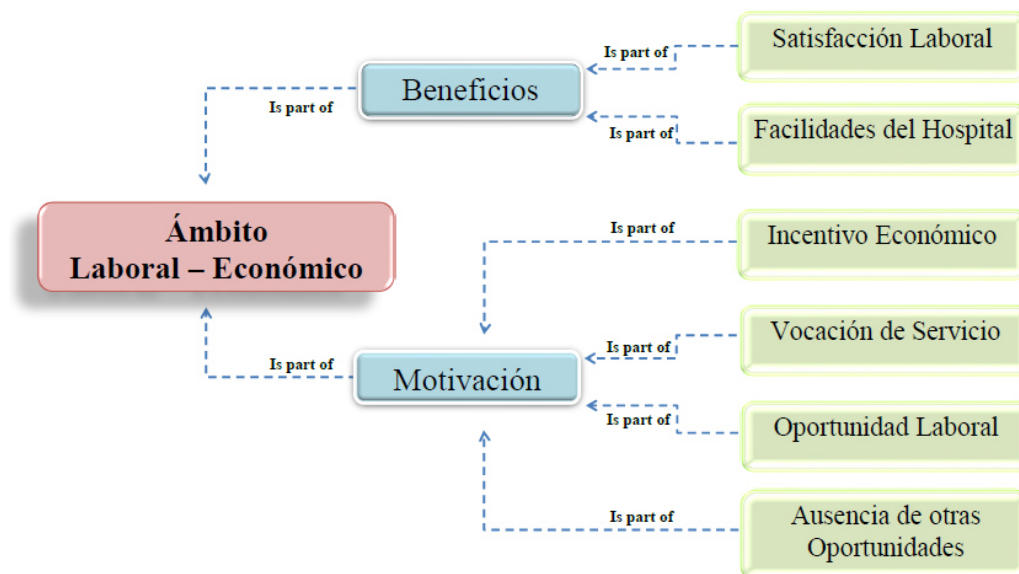 Satisfacción Laboral
Is part of
Beneficios
Is part of
Is part of
Facilidades del Hospital
Ámbito
Laboral – Económico
Is part of
Incentivo Económico
Is part of
Vocación de Servicio
Is part of
Motivación
Is part of
Oportunidad Laboral
Is part of
Ausencia de otras
Oportunidades